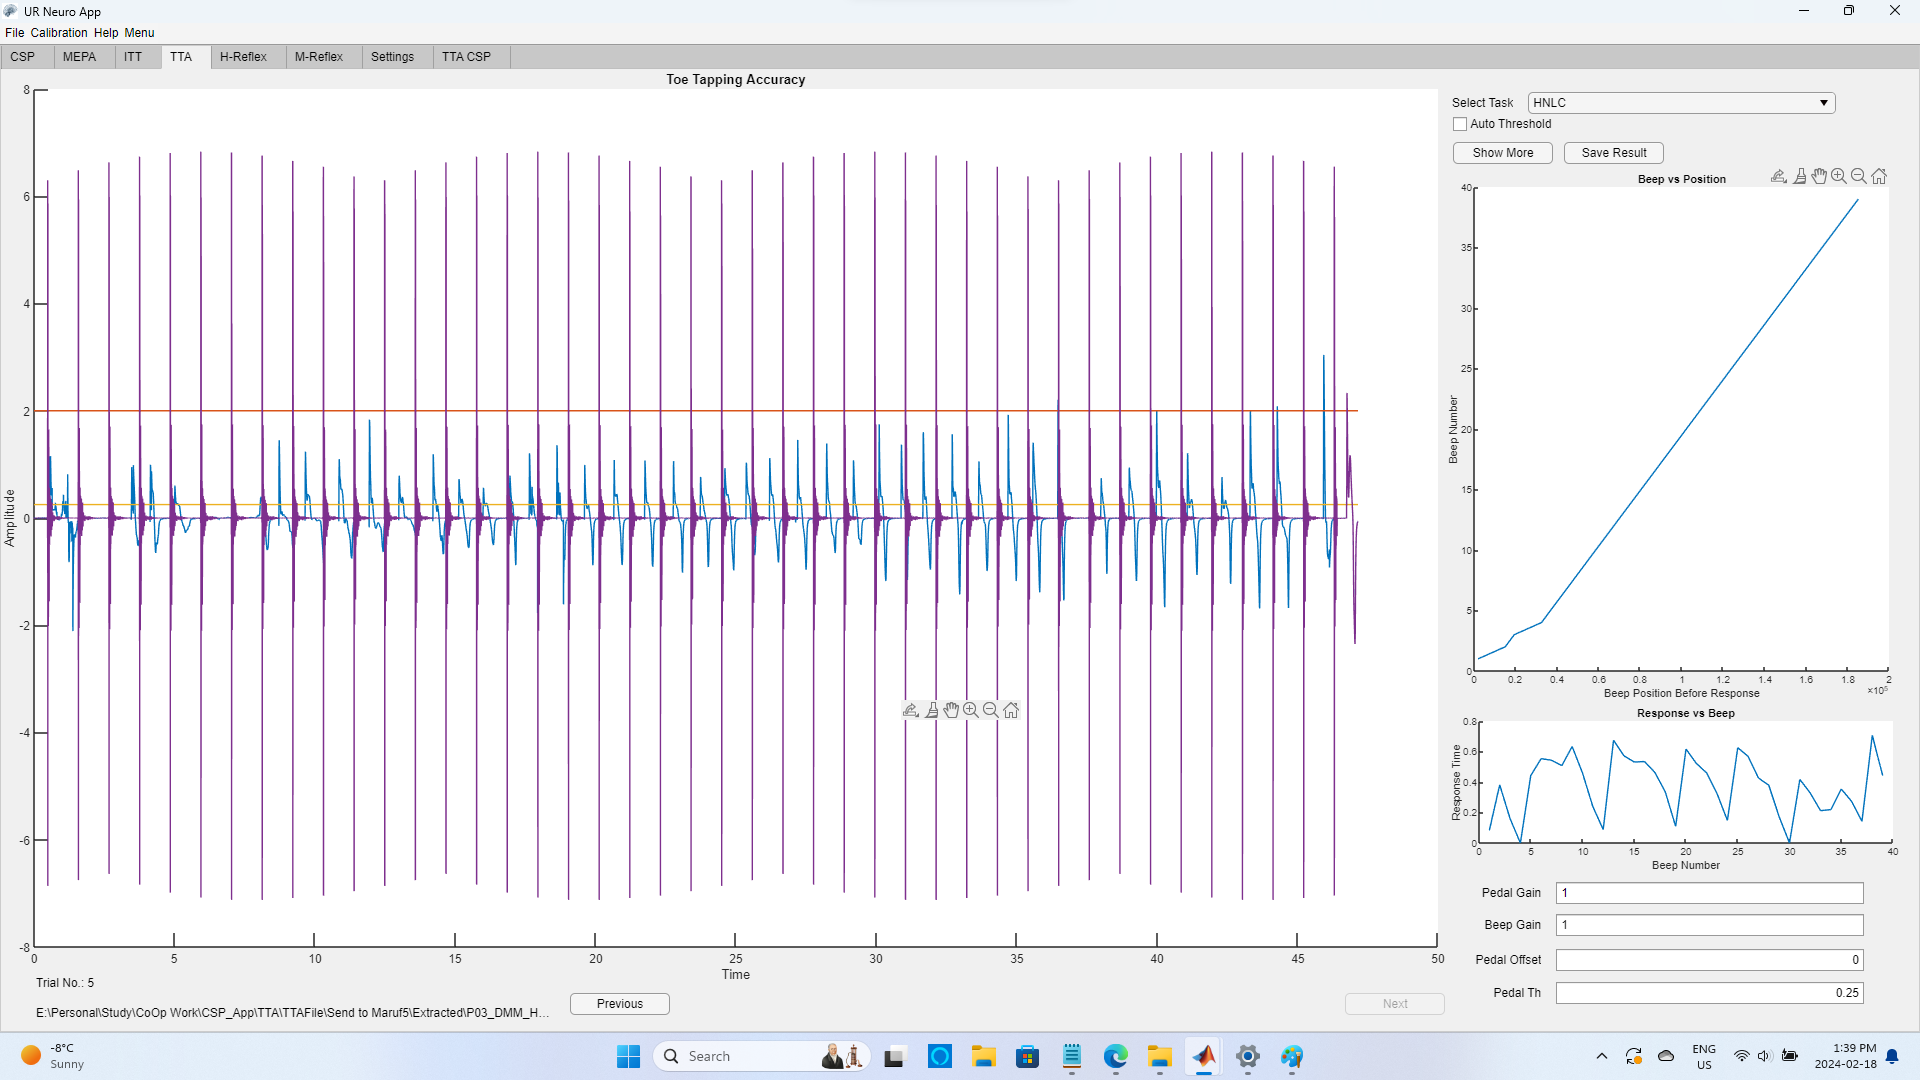 UR Neuro App
File Calibration Help Menu
CSP MEPA ITT TTA H-Reflex M-Reflex Settings TTA CSP
Toe Tapping Accuracy
8
6
4
2
0
-2
-4
-6
-8
Amplitude
0 5 10 15 20 25 30 35 40 45 50
Time
Trial No.: 5
E:\Personal\Study\CoOp Work\CSP_App\TTA\TTAFile\Send to Maruf5\Extracted\P03_DMM_H...
Previous
Next
Select Task HNLC
Auto Threshold
Show More Save Result
Beep vs Position
40
35
30
25
20
15
10
5
0
Beep Number
0 0.2 0.4 0.6 0.8 1 1.2 1.4 1.6 1.8 2
Beep Position Before Response
×10⁵
Response vs Beep
0.8
0.6
0.4
0.2
0
Response Time
0 5 10 15 20 25 30 35 40
Beep Number
Pedal Gain 1
Beep Gain 1
Pedal Offset 0
Pedal Th 0.25
-8°C
Sunny
Search
ENG
US
1:39 PM
2024-02-18